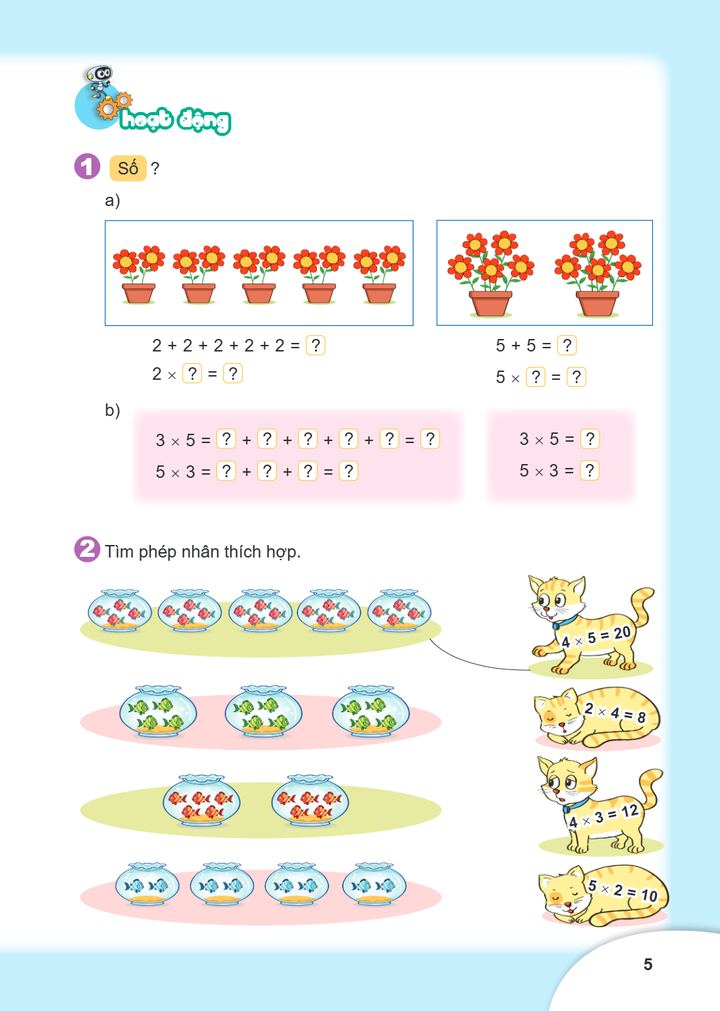 hoạt động
1 Số ?
a)
2 + 2 + 2 + 2 + 2 = ?
2 × ? = ?
5 + 5 = ?
5 × ? = ?
b)
3 × 5 = ? + ? + ? + ? + ? = ?
5 × 3 = ? + ? + ? = ?
3 × 5 = ?
5 × 3 = ?
2 Tìm phép nhân thích hợp.
4 × 5 = 20
2 × 4 = 8
4 × 3 = 12
5 × 2 = 10
5